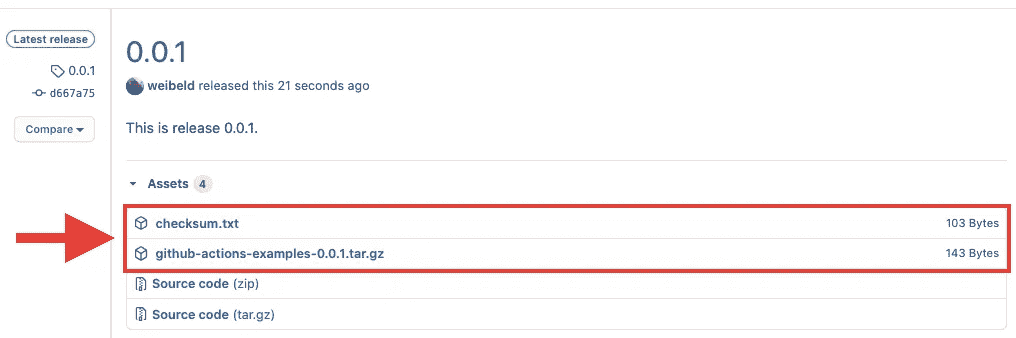 Latest release
0.0.1
d667a75
Compare
0.0.1
weibeld released this 21 seconds ago
This is release 0.0.1.
Assets 4
checksum.txt 103 Bytes
github-actions-examples-0.0.1.tar.gz 143 Bytes
Source code (zip)
Source code (tar.gz)